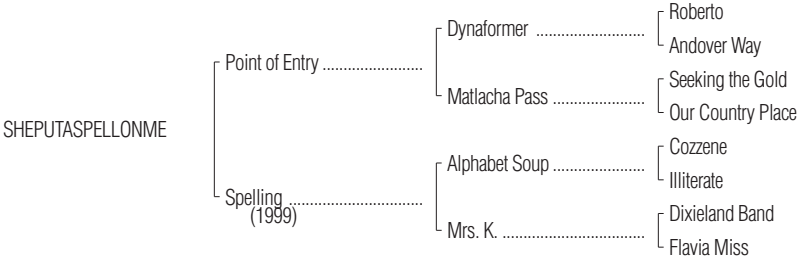 Roberto
Dynaformer ..............................
Andover Way
Point of Entry ............................
Seeking the Gold
Matlacha Pass .........................
Our Country Place
SHEPUTASPELLONME
Cozzene
Alphabet Soup .........................
Illiterate
Spelling ....................................
(1999)
Dixieland Band
Mrs. K. .......................................
Flavia Miss